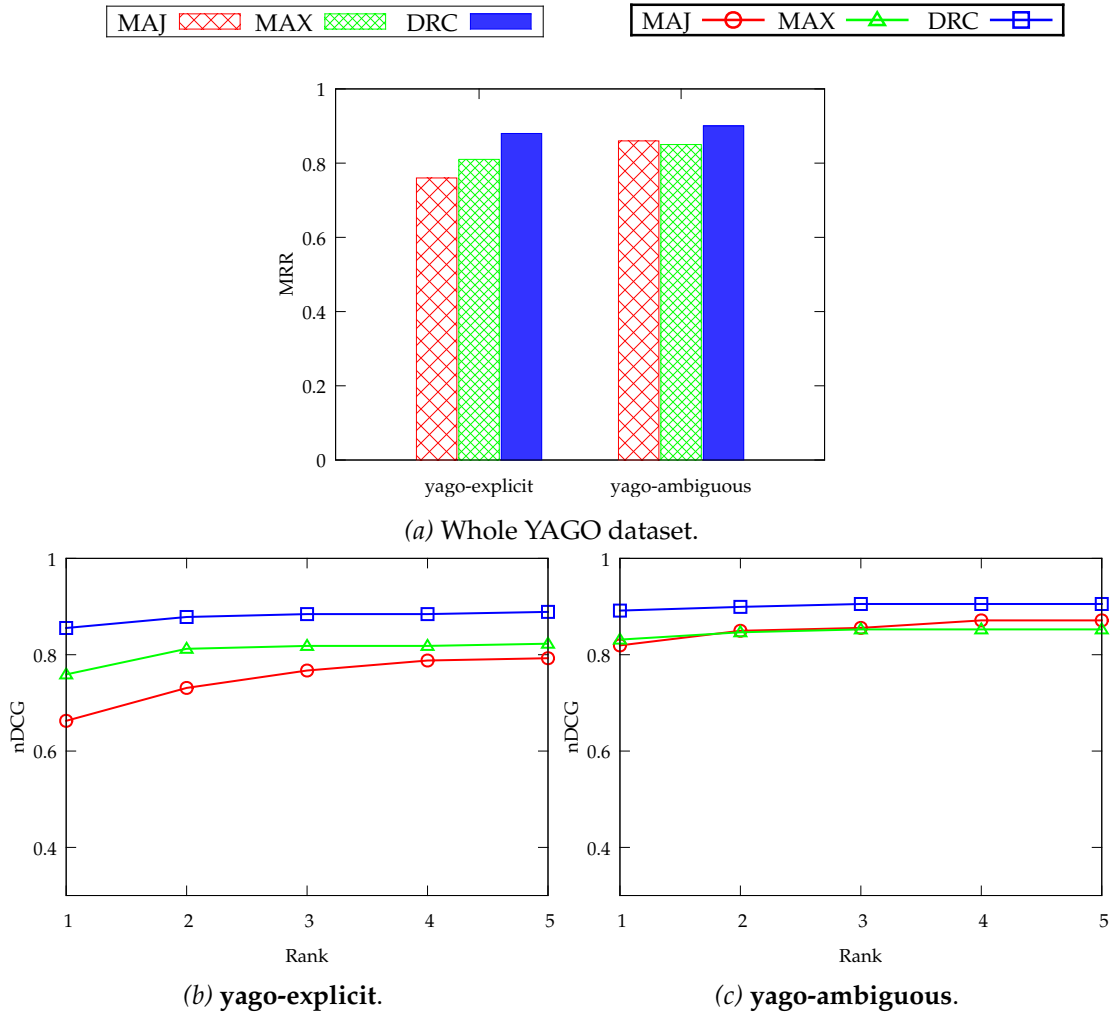 MAJ MAX DRC
MAJ MAX DRC
1
0.8
0.6
0.4
0.2
0
MRR
yago-explicit yago-ambiguous
(a) Whole YAGO dataset.
1
0.8
0.6
0.4
nDCG
1 2 3 4 5
Rank
(b) yago-explicit.
1
0.8
0.6
0.4
nDCG
1 2 3 4 5
Rank
(c) yago-ambiguous.